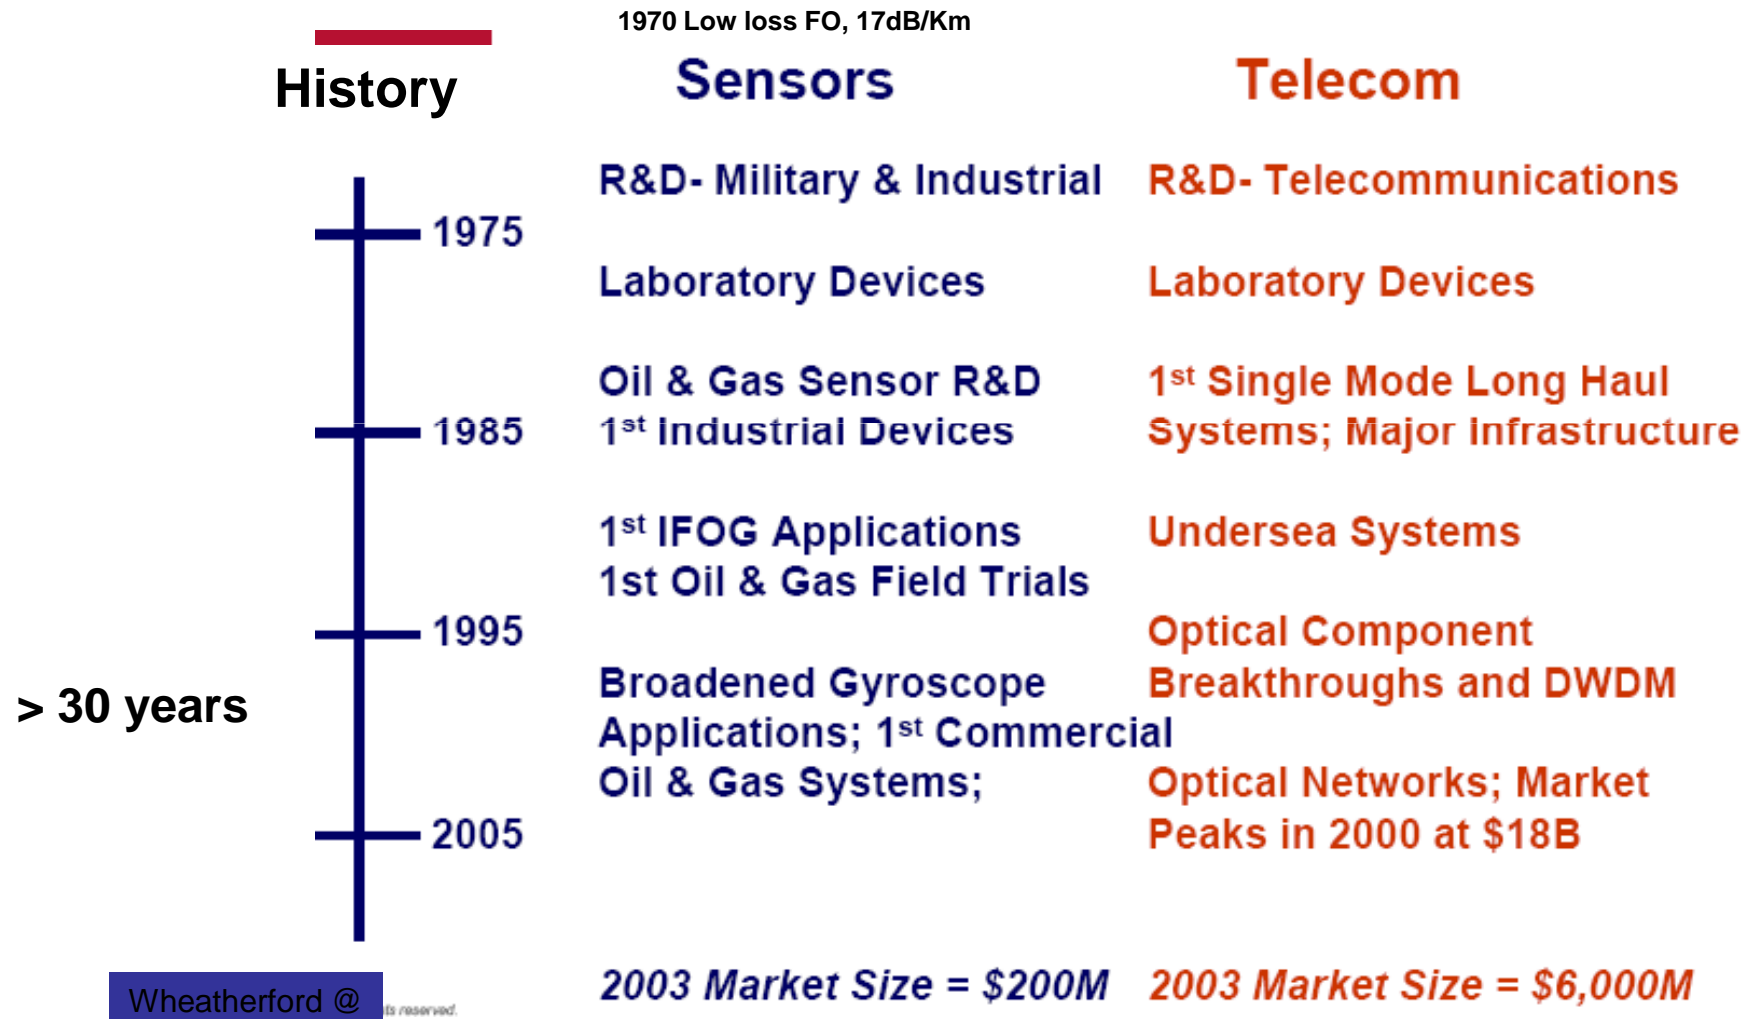 1970 Low loss FO, 17dB/Km
History
Sensors
Telecom
R&D- Military & Industrial
R&D- Telecommunications
1975
Laboratory Devices
Laboratory Devices
Oil & Gas Sensor R&D
1st Industrial Devices
1st Single Mode Long Haul
Systems; Major Infrastructure
1985
1st IFOG Applications
1st Oil & Gas Field Trials
Undersea Systems
1995
Optical Component
Breakthroughs and DWDM
> 30 years
Broadened Gyroscope
Applications; 1st Commercial
Oil & Gas Systems;
Optical Networks; Market
Peaks in 2000 at $18B
2005
2003 Market Size = $200M
2003 Market Size = $6,000M
Wheatherford @
reserved.